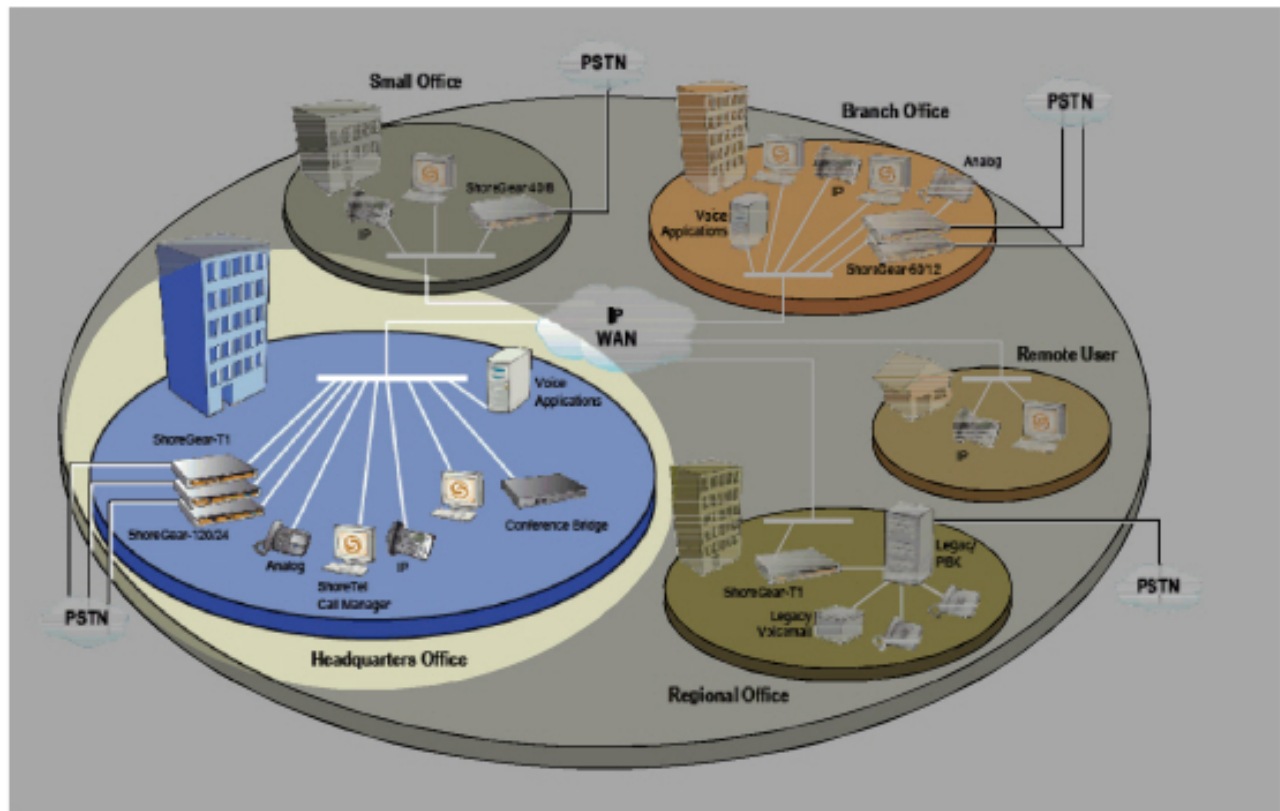 PSTN
Small Office
PSTN
Branch Office
Analog
ShoreGear-40/8
IP
IP
Voice
Applications
ShoreGear-60/12
IP
WAN
Remote User
Voice
Applications
ShoreGear-T1
IP
Conference Bridge
ShoreGear-120/24
Analog
IP
ShoreTel
Call Manager
Legacy
PBX
PSTN
ShoreGear-T1
PSTN
Legacy
Voicemail
Headquarters Office
Regional Office